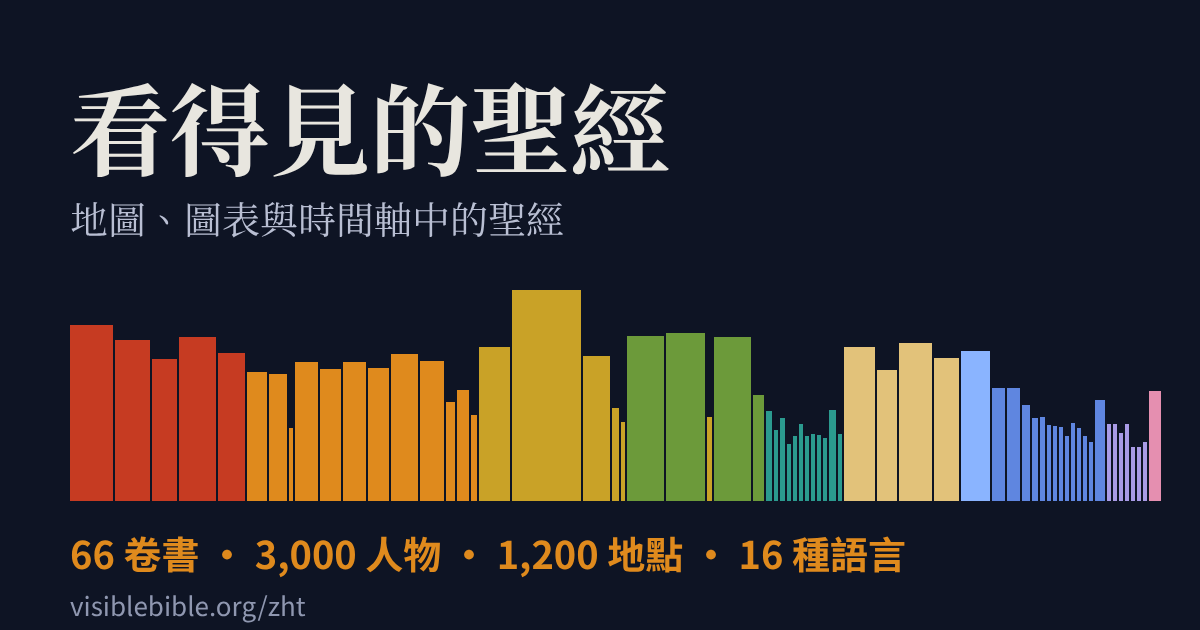 看得見的聖經
地圖、圖表與時間軸中的聖經
66 卷書 · 3,000 人物 · 1,200 地點 · 16 種語言
visiblebible.org/zht